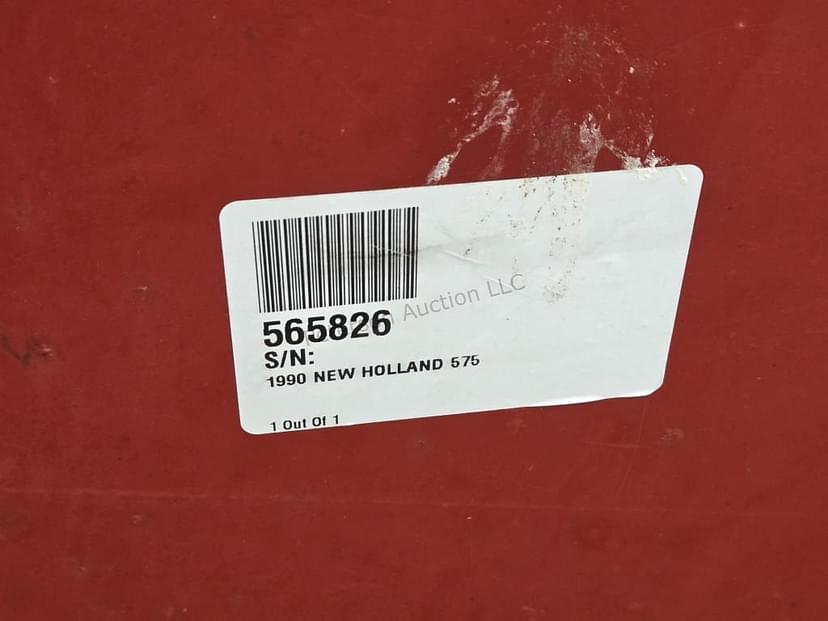 565826
S/N:
1990 NEW HOLLAND 575
1 Out Of 1
Auction LLC